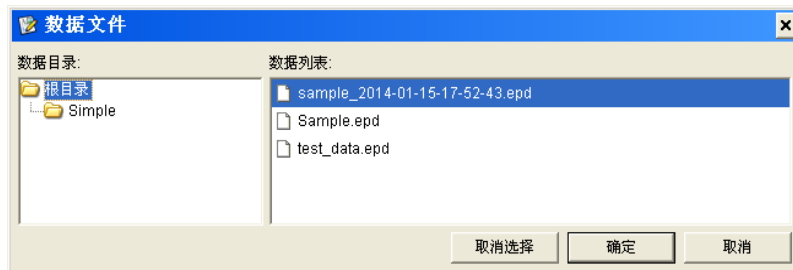 数据文件
数据目录:
数据列表:
根目录
Simple
sample_2014-01-15-17-52-43.epd
Sample.epd
test_data.epd
取消选择
确定
取消